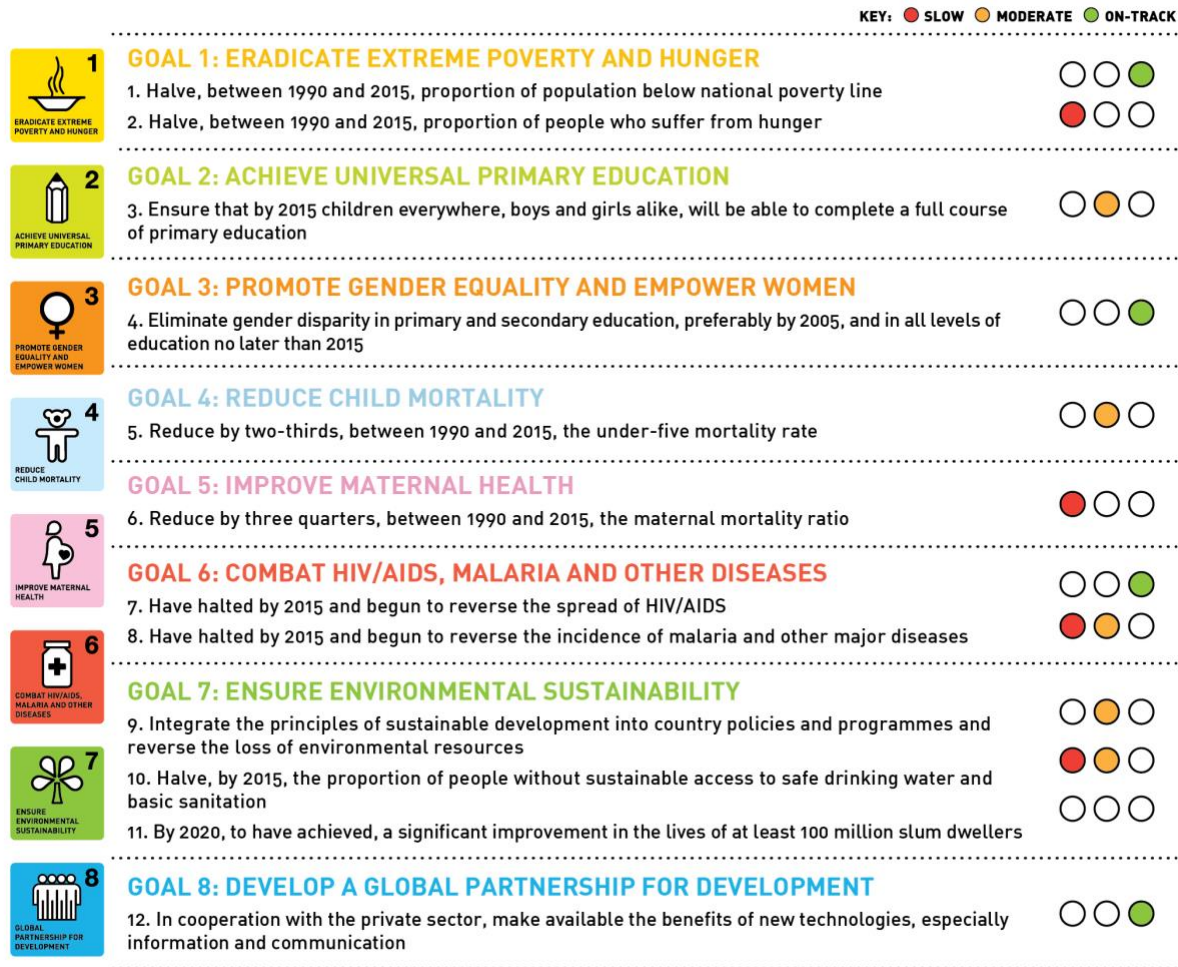 KEY: SLOW MODERATE ON-TRACK
1
ERADICATE EXTREME
POVERTY AND HUNGER
GOAL 1: ERADICATE EXTREME POVERTY AND HUNGER
1. Halve, between 1990 and 2015, proportion of population below national poverty line
2. Halve, between 1990 and 2015, proportion of people who suffer from hunger
2
ACHIEVE UNIVERSAL
PRIMARY EDUCATION
GOAL 2: ACHIEVE UNIVERSAL PRIMARY EDUCATION
3. Ensure that by 2015 children everywhere, boys and girls alike, will be able to complete a full course
of primary education
3
PROMOTE GENDER
EQUALITY AND
EMPOWER WOMEN
GOAL 3: PROMOTE GENDER EQUALITY AND EMPOWER WOMEN
4. Eliminate gender disparity in primary and secondary education, preferably by 2005, and in all levels of
education no later than 2015
4
REDUCE
CHILD MORTALITY
GOAL 4: REDUCE CHILD MORTALITY
5. Reduce by two-thirds, between 1990 and 2015, the under-five mortality rate
5
IMPROVE MATERNAL
HEALTH
GOAL 5: IMPROVE MATERNAL HEALTH
6. Reduce by three quarters, between 1990 and 2015, the maternal mortality ratio
6
COMBAT HIV/AIDS,
MALARIA AND OTHER
DISEASES
GOAL 6: COMBAT HIV/AIDS, MALARIA AND OTHER DISEASES
7. Have halted by 2015 and begun to reverse the spread of HIV/AIDS
8. Have halted by 2015 and begun to reverse the incidence of malaria and other major diseases
7
ENSURE
ENVIRONMENTAL
SUSTAINABILITY
GOAL 7: ENSURE ENVIRONMENTAL SUSTAINABILITY
9. Integrate the principles of sustainable development into country policies and programmes and
reverse the loss of environmental resources
10. Halve, by 2015, the proportion of people without sustainable access to safe drinking water and
basic sanitation
11. By 2020, to have achieved, a significant improvement in the lives of at least 100 million slum dwellers
8
GLOBAL
PARTNERSHIP FOR
DEVELOPMENT
GOAL 8: DEVELOP A GLOBAL PARTNERSHIP FOR DEVELOPMENT
12. In cooperation with the private sector, make available the benefits of new technologies, especially
information and communication